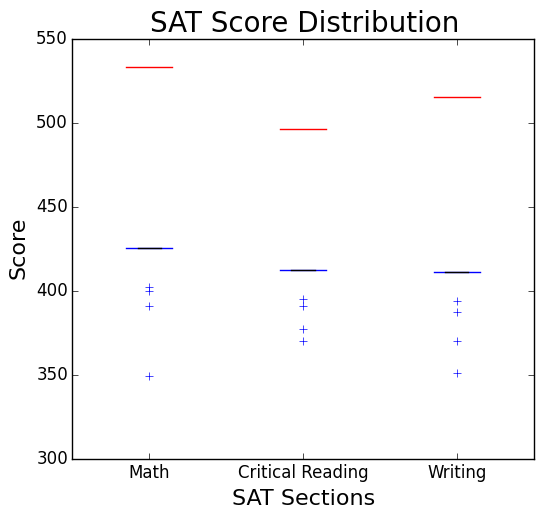 SAT Score Distribution
550
500
450
400
350
300
Score
Math
Critical Reading
Writing
SAT Sections